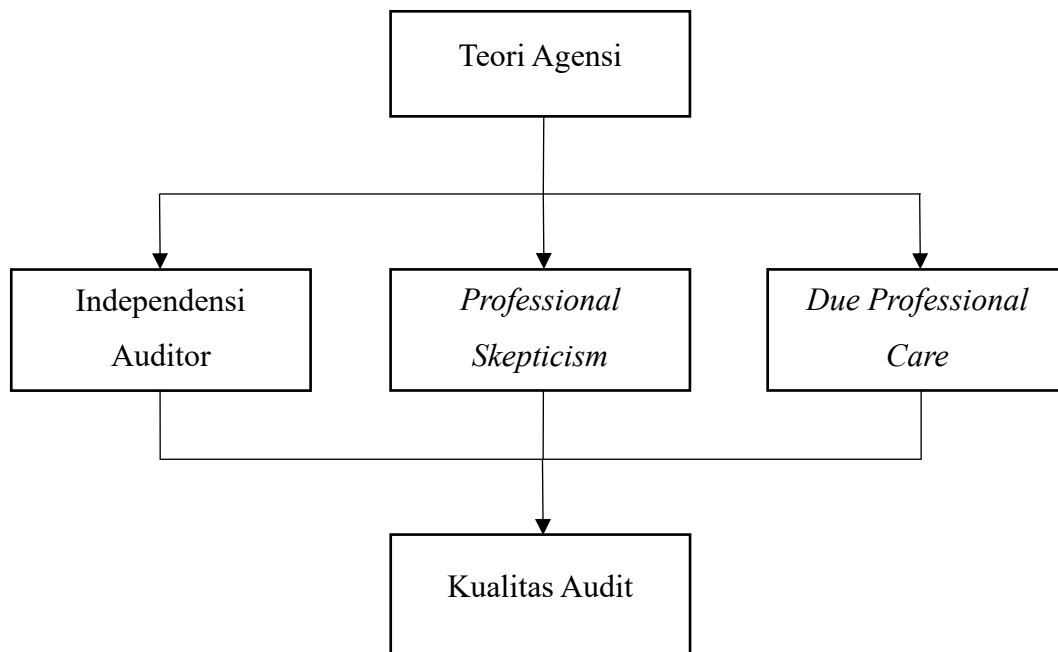 Teori Agensi
Independensi
Auditor
Professional
Skepticism
Due Professional
Care
Kualitas Audit